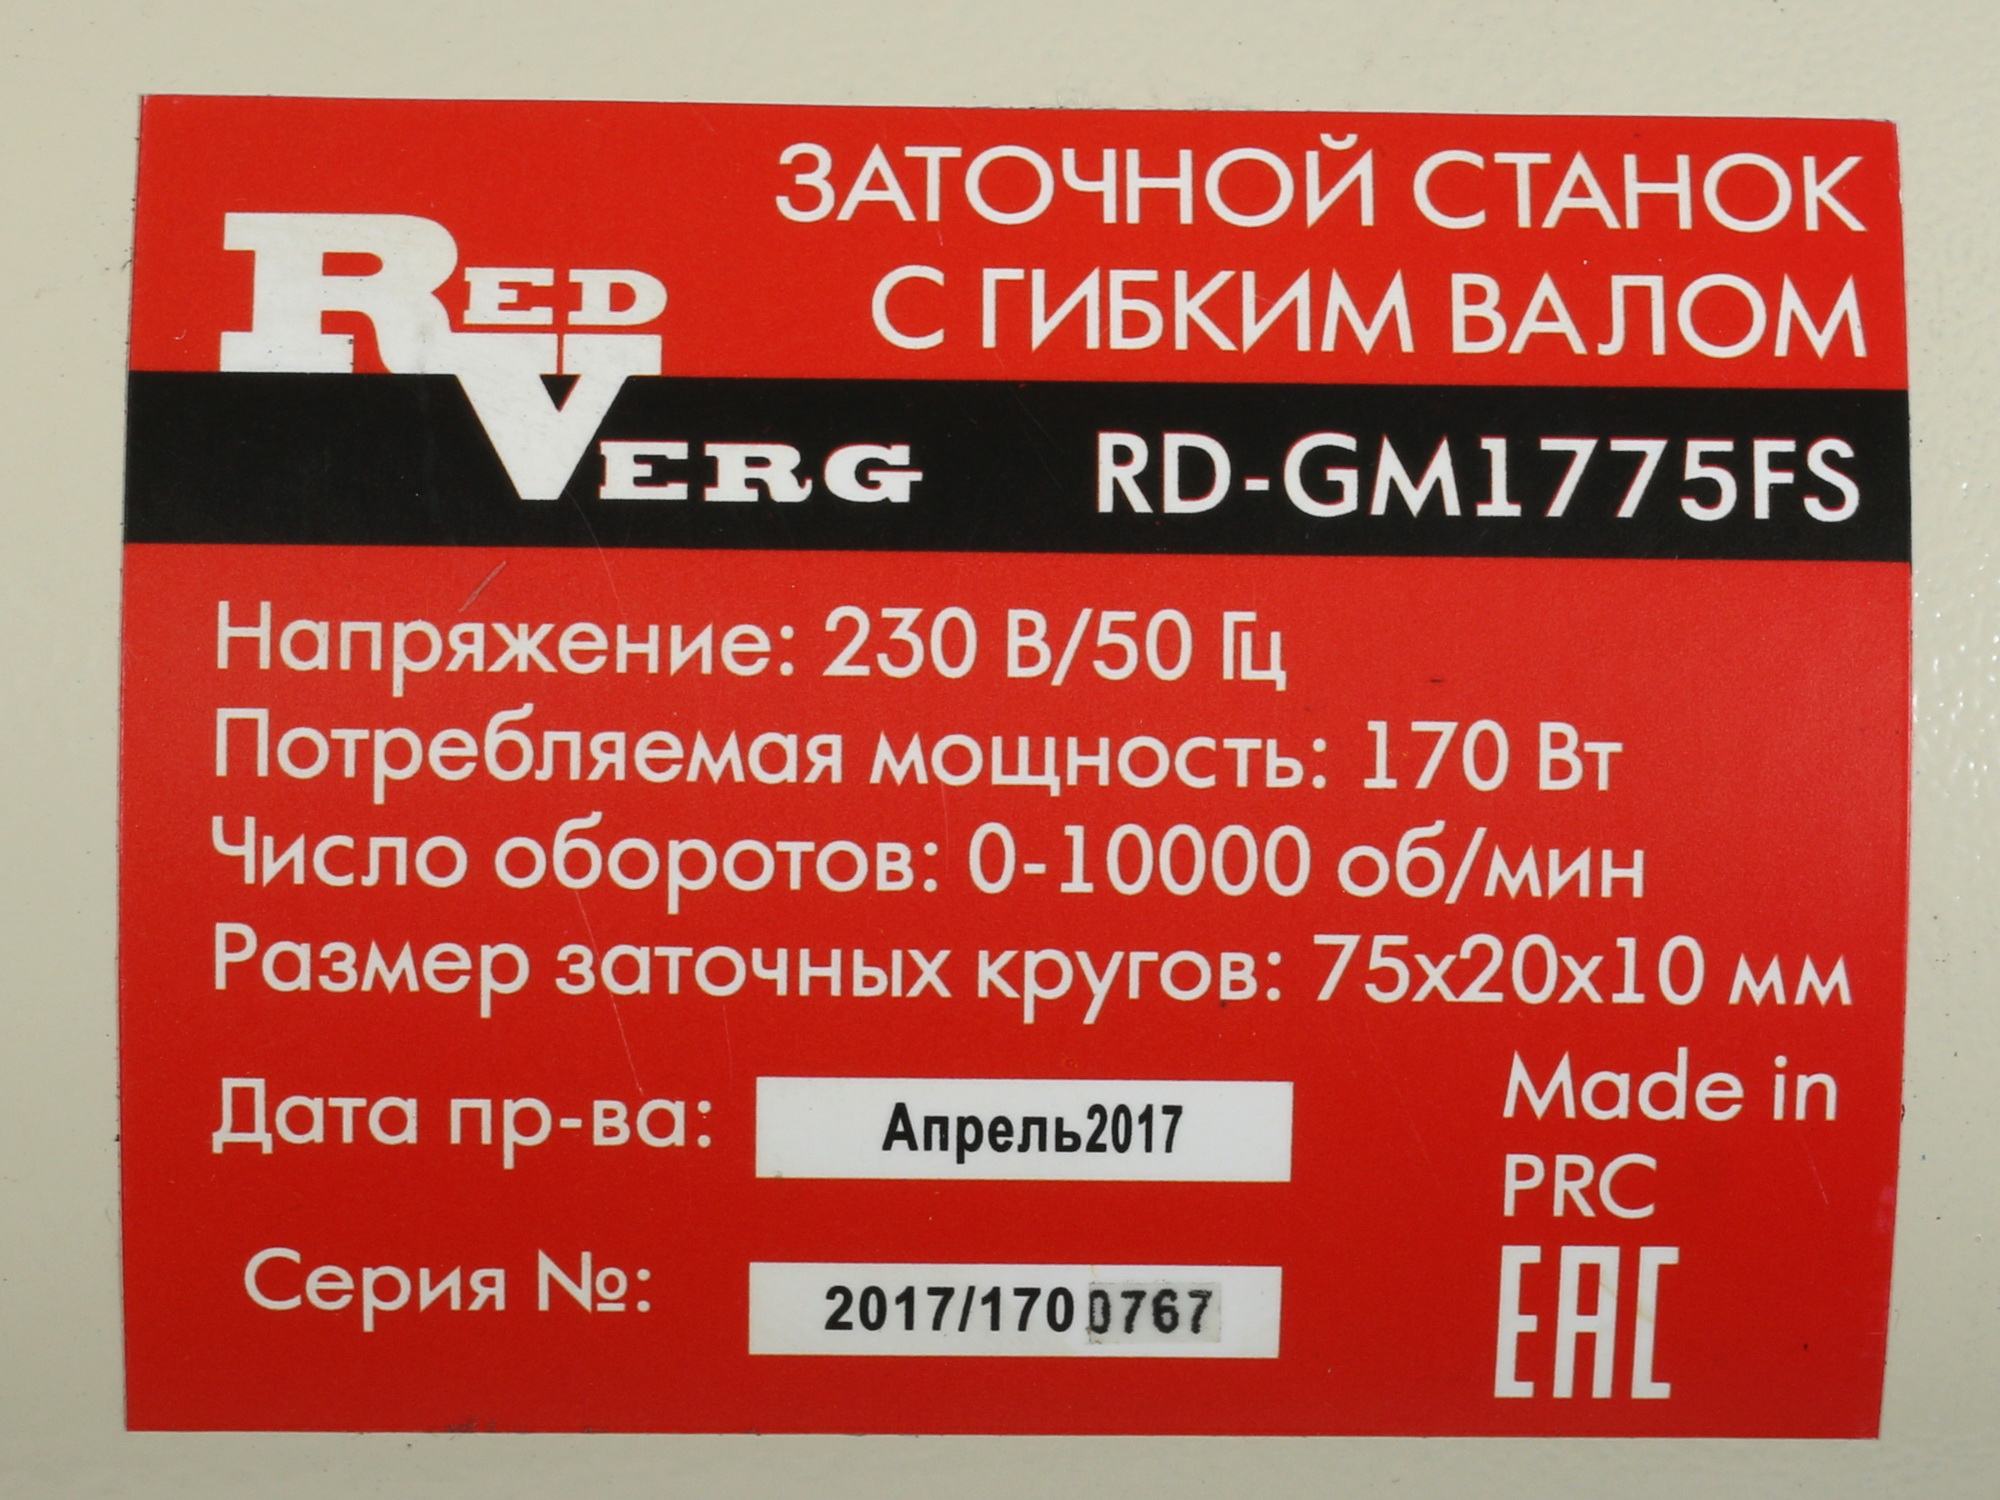 ЗАТОЧНОЙ СТАНОК
С ГИБКИМ ВАЛОМ
RED
VERG
RD-GM1775FS
Напряжение: 230 В/50 Гц
Потребляемая мощность: 170 Вт
Число оборотов: 0-10000 об/мин
Размер заточных кругов: 75x20x10 мм
Дата пр-ва: Апрель2017
Made in
PRC
Серия №: 2017/1700767
EAC